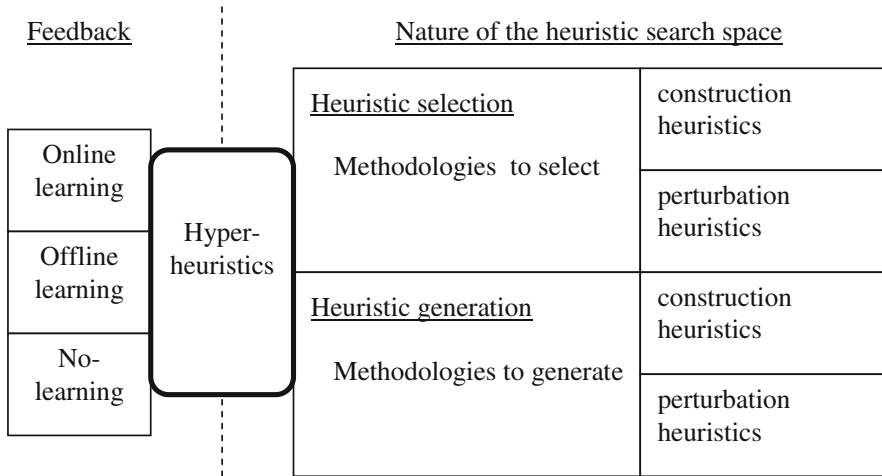 Feedback
Nature of the heuristic search space
Online
learning
Offline
learning
No-
learning
Hyper-
heuristics
Heuristic selection
Methodologies to select
construction
heuristics
perturbation
heuristics
Heuristic generation
Methodologies to generate
construction
heuristics
perturbation
heuristics